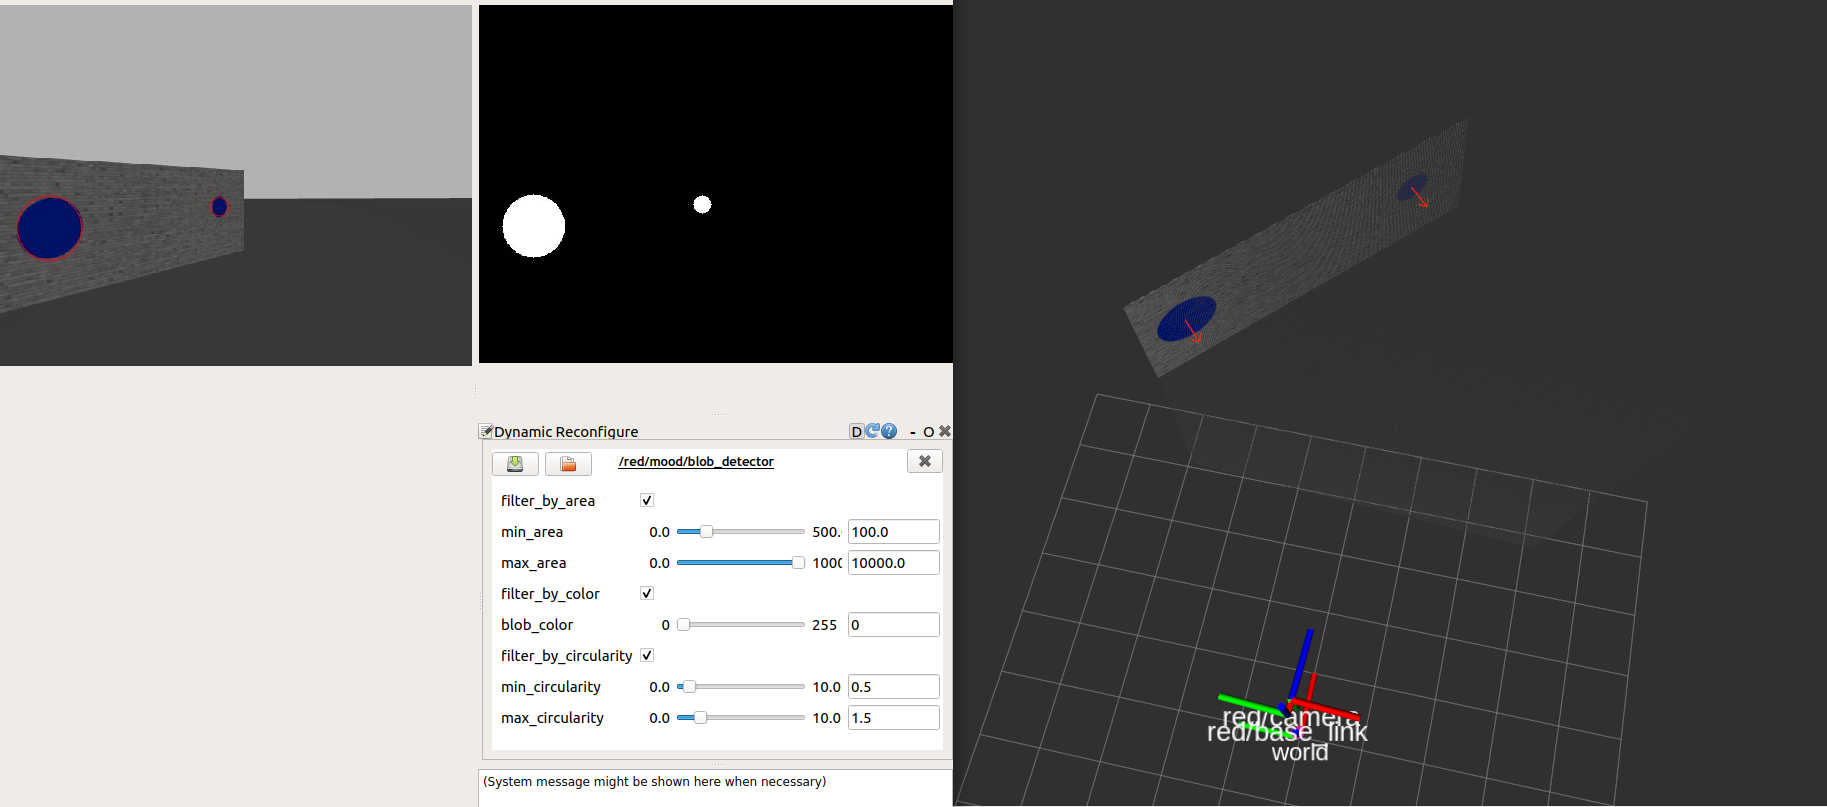 Dynamic Reconfigure D - O
/red/mood/blob_detector
filter_by_area
min_area 0.0 500. 100.0
max_area 0.0 10000.0
filter_by_color
blob_color 0 255 0
filter_by_circularity
min_circularity 0.0 10.0 0.5
max_circularity 0.0 10.0 1.5
(System message might be shown here when necessary)
red/camera
red/base_link
world